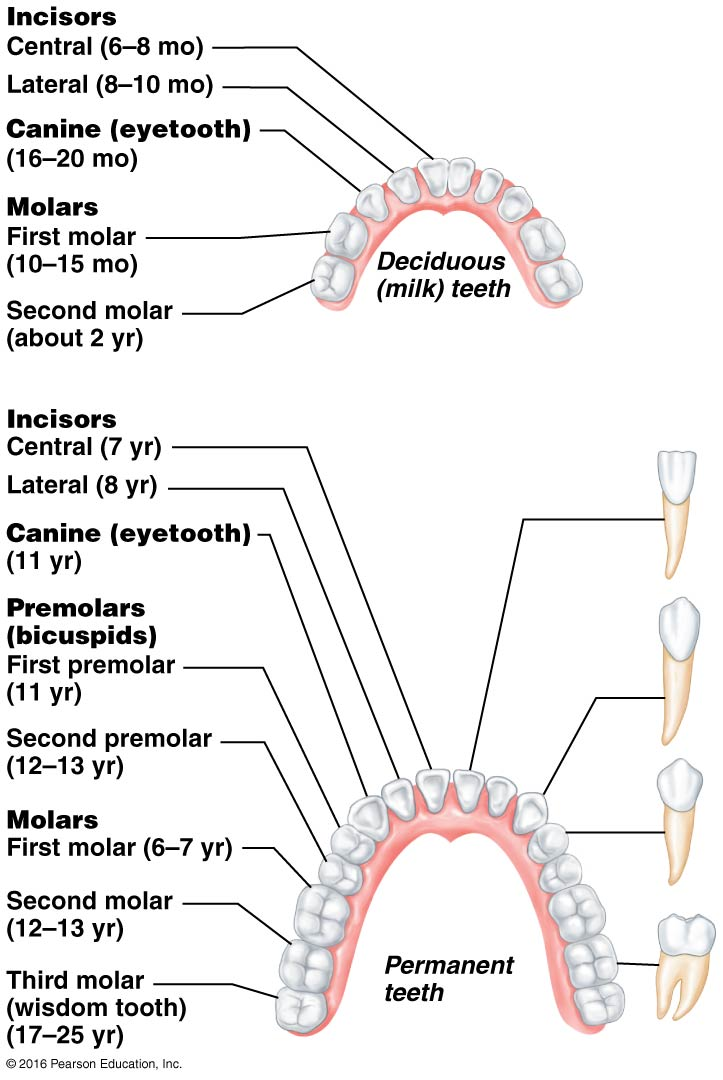 Incisors
Central (6–8 mo)
Lateral (8–10 mo)
Canine (eyetooth)
(16–20 mo)
Molars
First molar
(10–15 mo)
Second molar
(about 2 yr)
Deciduous
(milk) teeth
Incisors
Central (7 yr)
Lateral (8 yr)
Canine (eyetooth)
(11 yr)
Premolars
(bicuspids)
First premolar
(11 yr)
Second premolar
(12–13 yr)
Molars
First molar (6–7 yr)
Second molar
(12–13 yr)
Third molar
(wisdom tooth)
(17–25 yr)
Permanent
teeth
© 2016 Pearson Education, Inc.